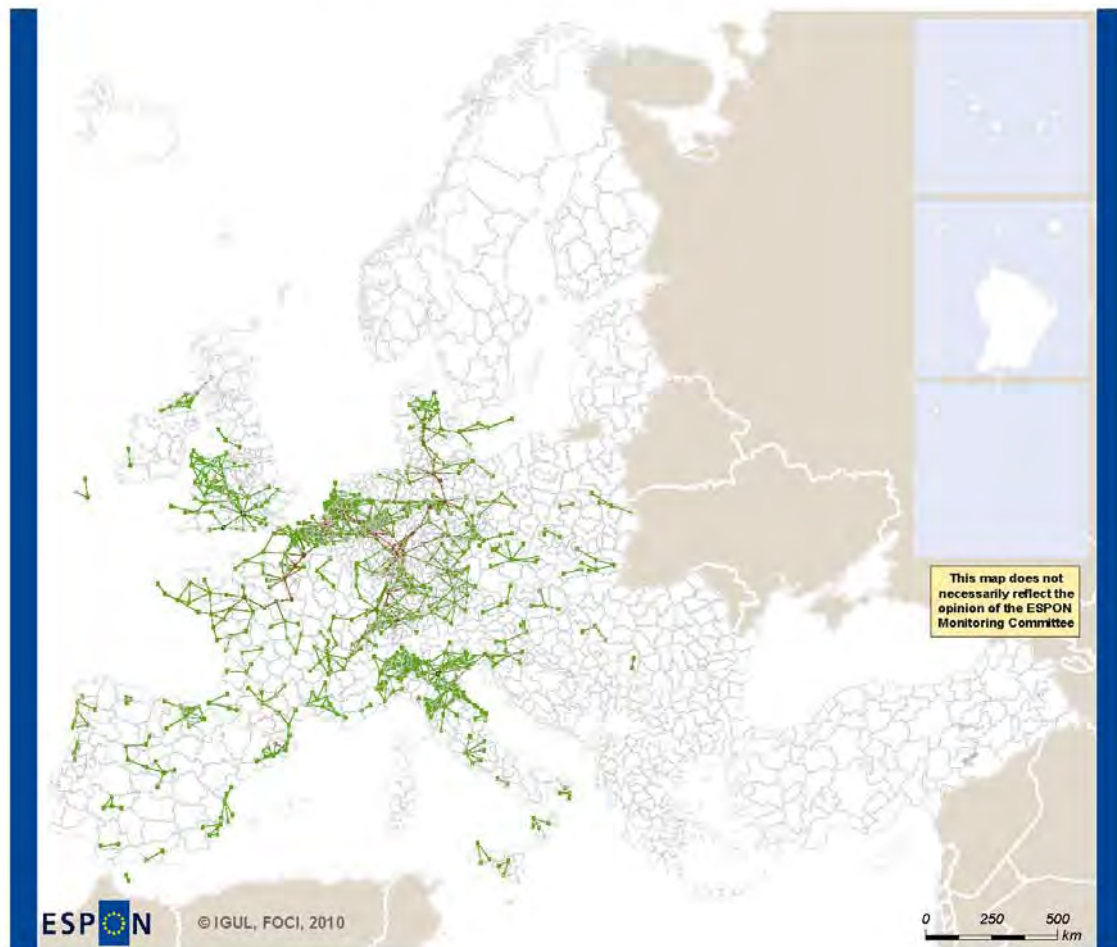 This map does not
necessarily reflect the
opinion of the ESPON
Monitoring Committee
ESPON
© IGUL, FOCI, 2010
0 250 500
km